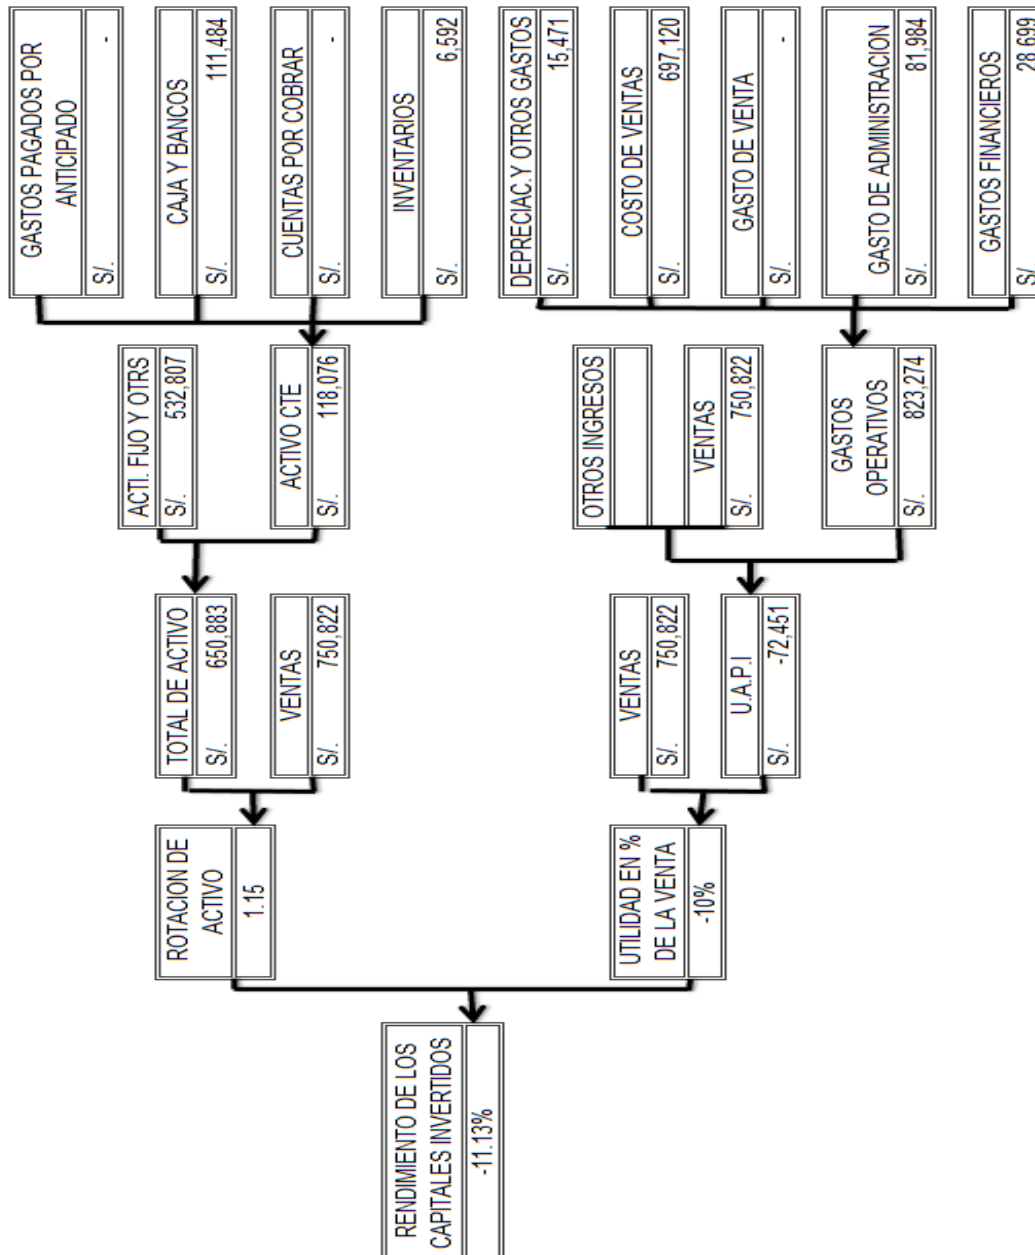 RENDIMIENTO DE LOS
CAPITALES INVERTIDOS
-11.13%
ROTACION DE
ACTIVO
1.15
UTILIDAD EN %
DE LA VENTA
-10%
TOTAL DE ACTIVO
S/. 650,883
VENTAS
S/. 750,822
VENTAS
S/. 750,822
U.A.P.I
S/. -72,451
ACTI. FIJO Y OTRS
S/. 532,807
ACTIVO CTE
S/. 118,076
OTROS INGRESOS
VENTAS
S/. 750,822
GASTOS
OPERATIVOS
S/. 823,274
GASTOS PAGADOS POR
ANTICIPADO
S/. -
CAJA Y BANCOS
S/. 111,484
CUENTAS POR COBRAR
S/. -
INVENTARIOS
S/. 6,592
DEPRECIAC.Y OTROS GASTOS
S/. 15,471
COSTO DE VENTAS
S/. 697,120
GASTO DE VENTA
S/. -
GASTO DE ADMINISTRACION
S/. 81,984
GASTOS FINANCIEROS
S/. 28,699